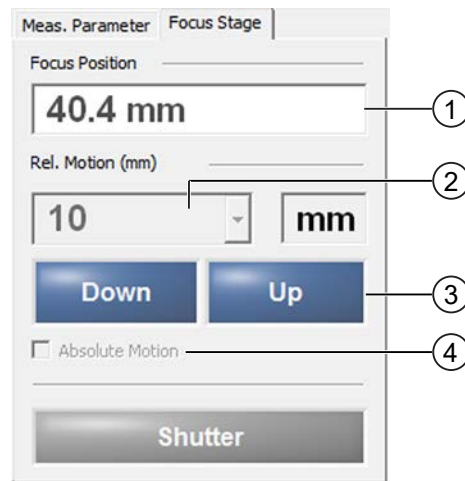 Meas. Parameter Focus Stage
Focus Position
40.4 mm 1
Rel. Motion (mm)
2
10 mm
Down Up 3
Absolute Motion 4
Shutter